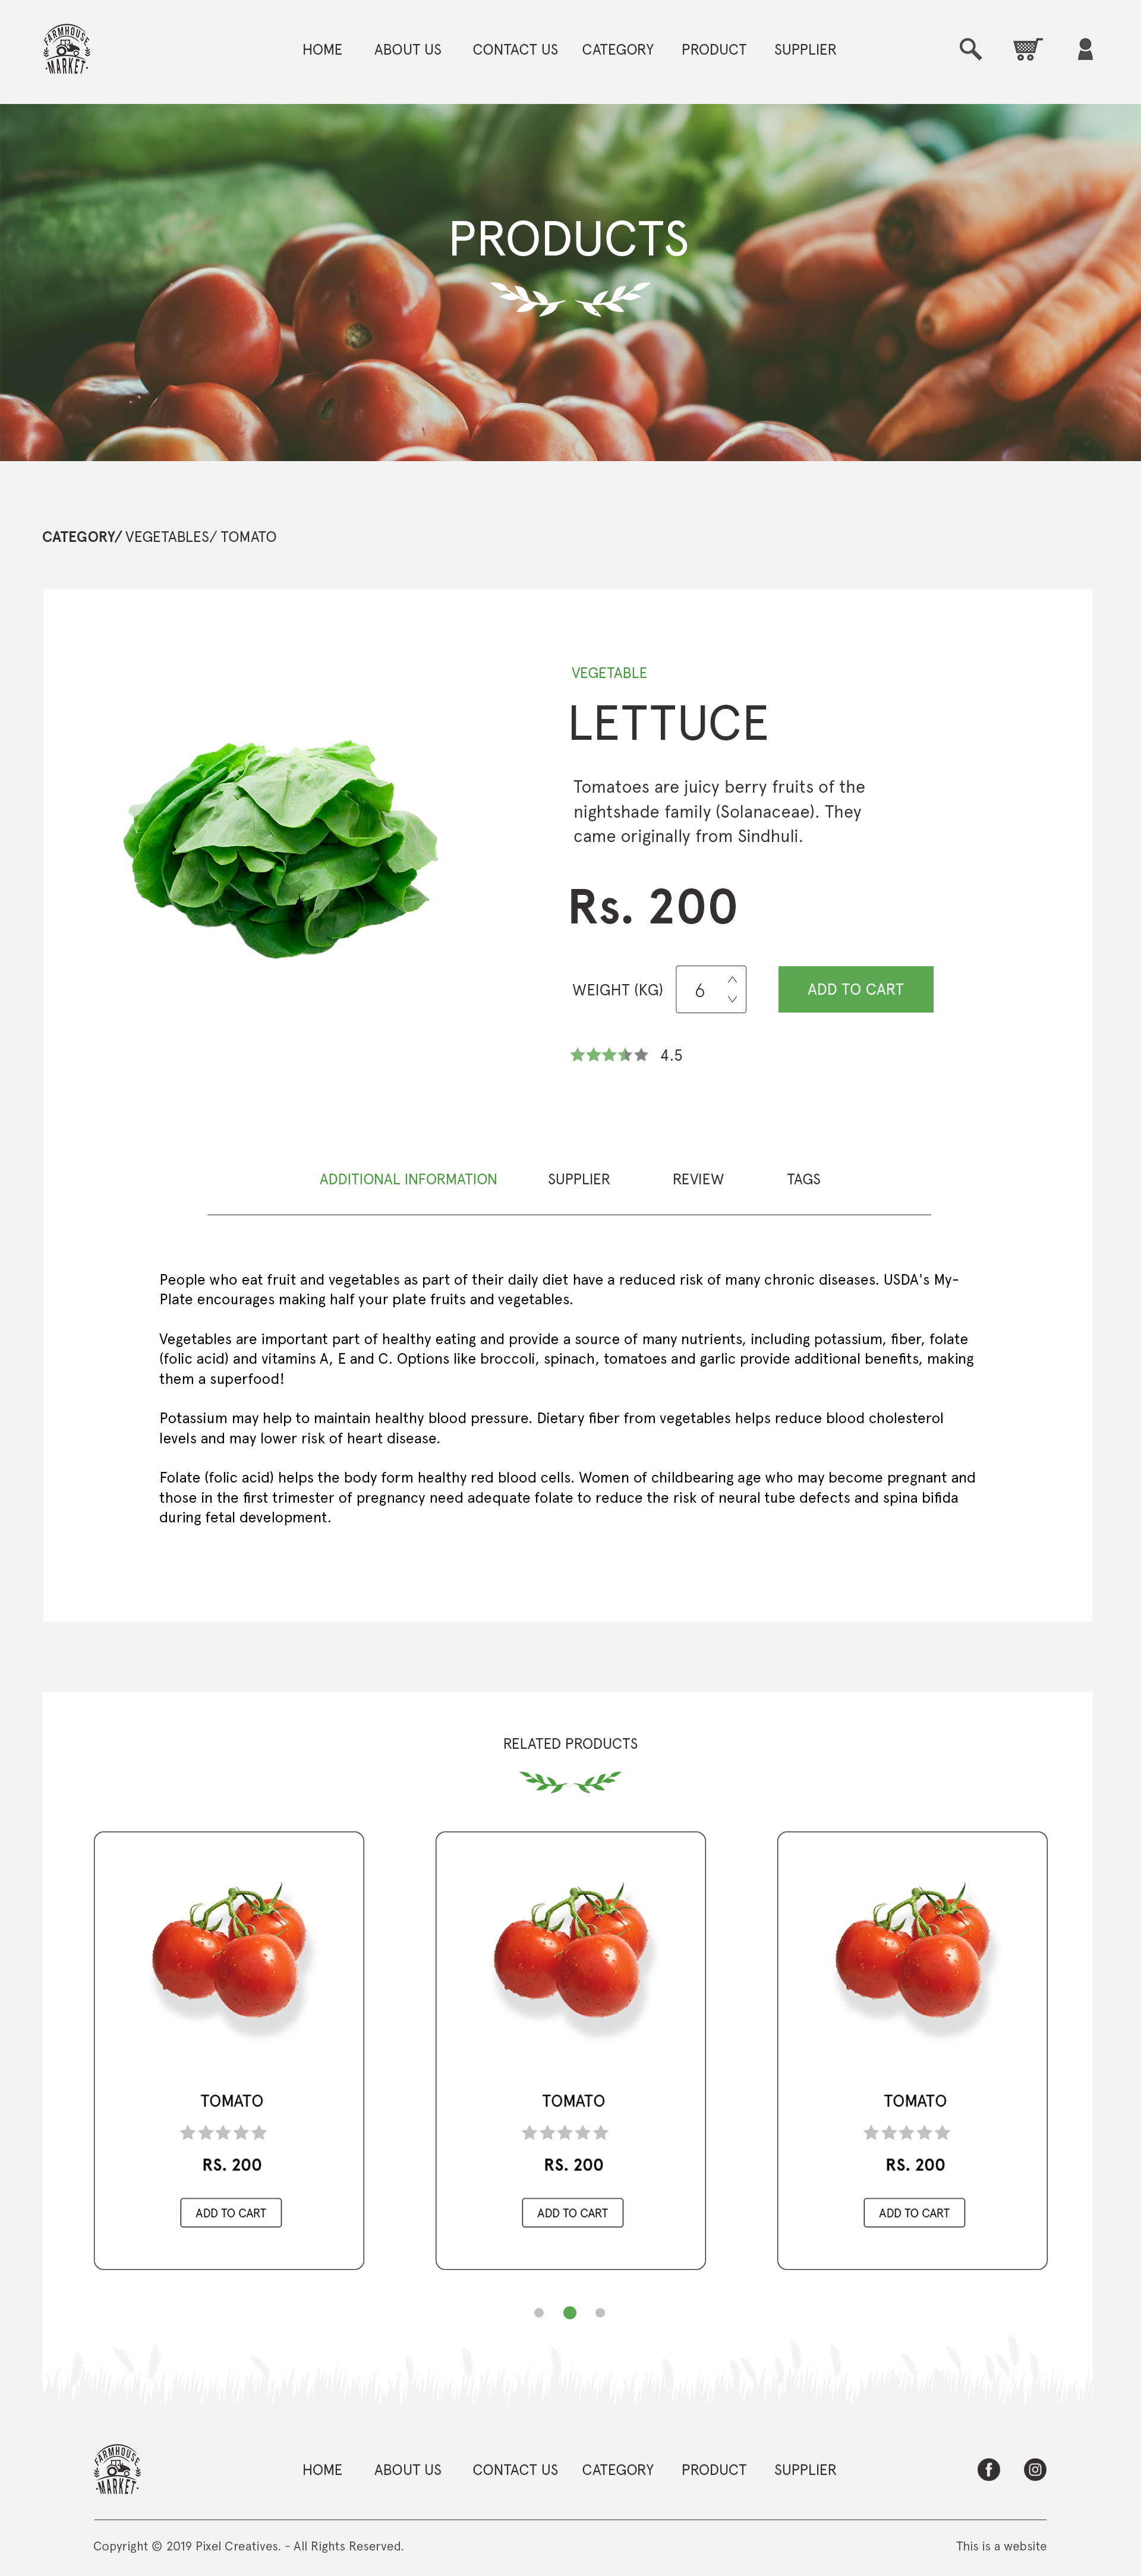 FARMHOUSE
MARKET
HOME ABOUT US CONTACT US CATEGORY PRODUCT SUPPLIER
PRODUCTS
CATEGORY/ VEGETABLES/ TOMATO
VEGETABLE
LETTUCE
Tomatoes are juicy berry fruits of the
nightshade family (Solanaceae). They
came originally from Sindhuli.
Rs. 200
WEIGHT (KG) 6 ADD TO CART
4.5
ADDITIONAL INFORMATION SUPPLIER REVIEW TAGS
People who eat fruit and vegetables as part of their daily diet have a reduced risk of many chronic diseases. USDA's My-
Plate encourages making half your plate fruits and vegetables.
Vegetables are important part of healthy eating and provide a source of many nutrients, including potassium, fiber, folate
(folic acid) and vitamins A, E and C. Options like broccoli, spinach, tomatoes and garlic provide additional benefits, making
them a superfood!
Potassium may help to maintain healthy blood pressure. Dietary fiber from vegetables helps reduce blood cholesterol
levels and may lower risk of heart disease.
Folate (folic acid) helps the body form healthy red blood cells. Women of childbearing age who may become pregnant and
those in the first trimester of pregnancy need adequate folate to reduce the risk of neural tube defects and spina bifida
during fetal development.
RELATED PRODUCTS
TOMATO TOMATO TOMATO
RS. 200 RS. 200 RS. 200
ADD TO CART ADD TO CART ADD TO CART
FARMHOUSE
MARKET
HOME ABOUT US CONTACT US CATEGORY PRODUCT SUPPLIER
Copyright © 2019 Pixel Creatives. - All Rights Reserved. This is a website